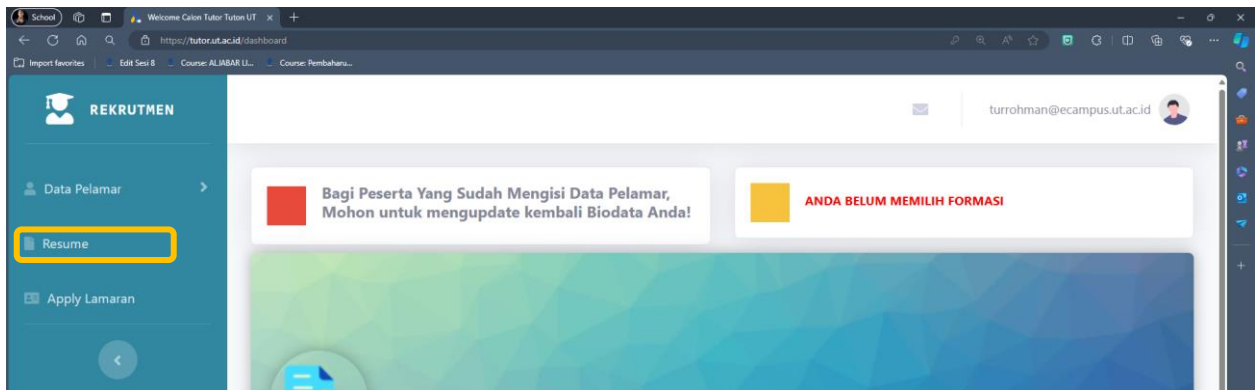 School
Welcome Calon Tutor Tuton UT
https://tutor.ut.ac.id/dashboard
Import favorites
Edit Sesi 8
Course: ALJABAR LI...
Course: Pembaharu...
REKRUTMEN
turrohman@ecampus.ut.ac.id
Data Pelamar
Bagi Peserta Yang Sudah Mengisi Data Pelamar,
Mohon untuk mengupdate kembali Biodata Anda!
ANDA BELUM MEMILIH FORMASI
Resume
Apply Lamaran